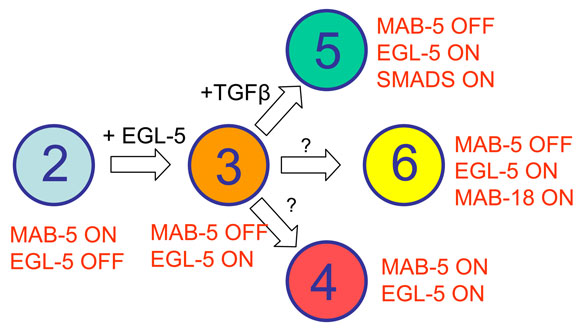 5
MAB-5 OFF
EGL-5 ON
SMADS ON
+TGFβ
+ EGL-5
2
MAB-5 ON
EGL-5 OFF
3
MAB-5 OFF
EGL-5 ON
?
6
MAB-5 OFF
EGL-5 ON
MAB-18 ON
?
4
MAB-5 ON
EGL-5 ON